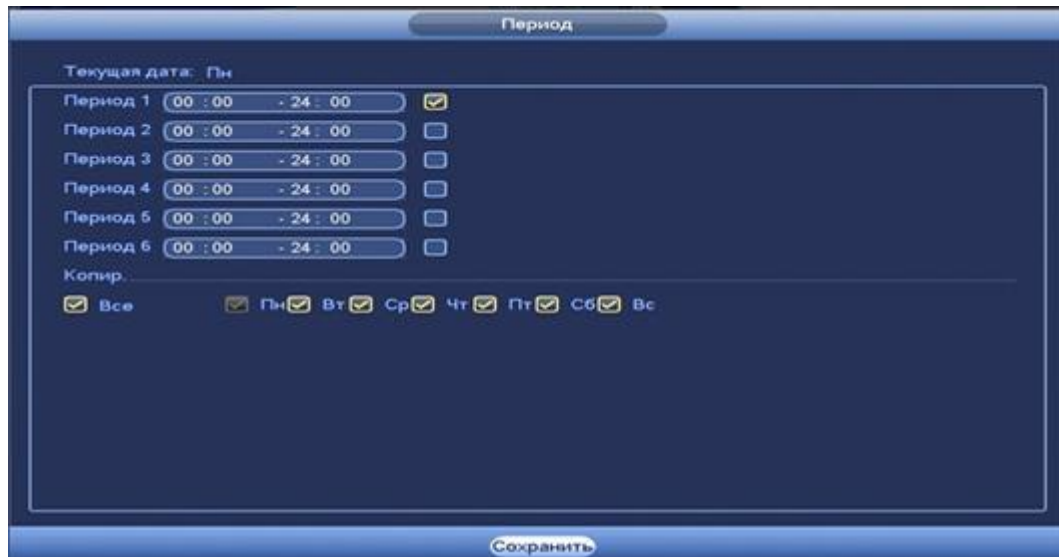 Период
Текущая дата: Пн
Период 1 00 : 00 - 24 : 00
Период 2 00 : 00 - 24 : 00
Период 3 00 : 00 - 24 : 00
Период 4 00 : 00 - 24 : 00
Период 5 00 : 00 - 24 : 00
Период 6 00 : 00 - 24 : 00
Копир.
Все Пн Вт Ср Чт Пт Сб Вс
Сохранить